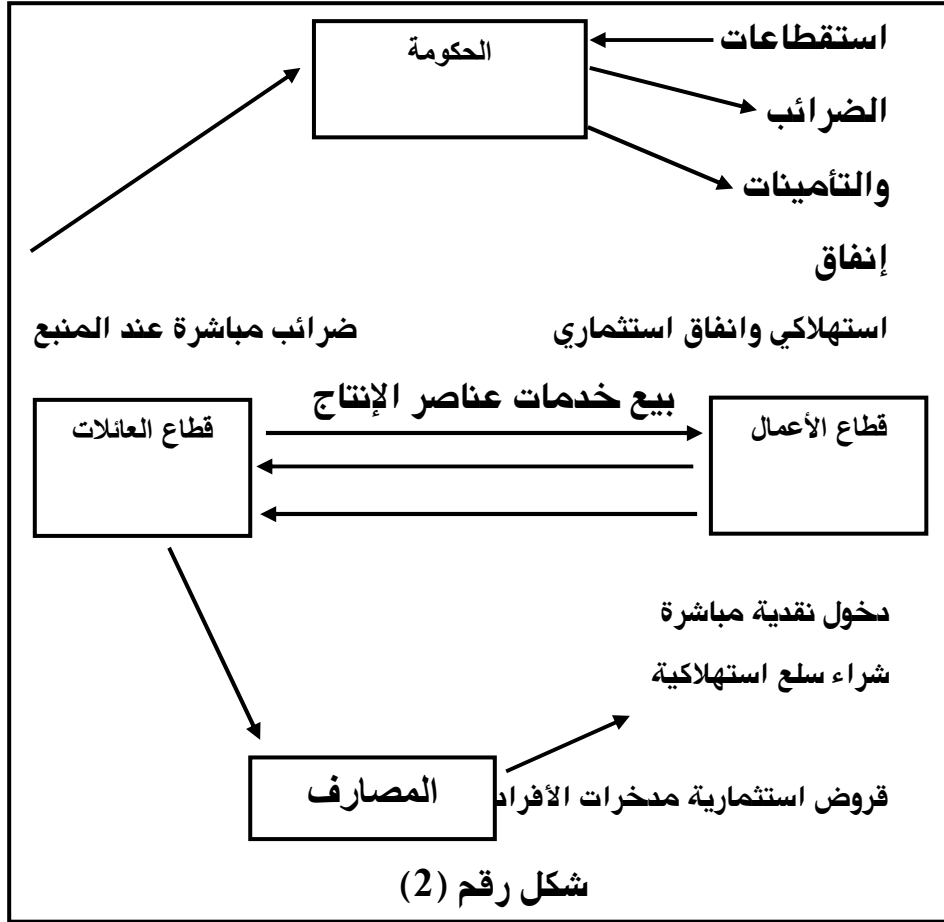 استقطاعات
الحكومة
الضرائب
والتأمينات
إنفاق
استهلاكي وانفاق استثماري
ضرائب مباشرة عند المنبع
بيع خدمات عناصر الإنتاج
قطاع الأعمال
قطاع العائلات
دخول نقدية مباشرة
شراء سلع استهلاكية
قروض استثمارية مدخرات الأفراد
المصارف
شكل رقم (2)